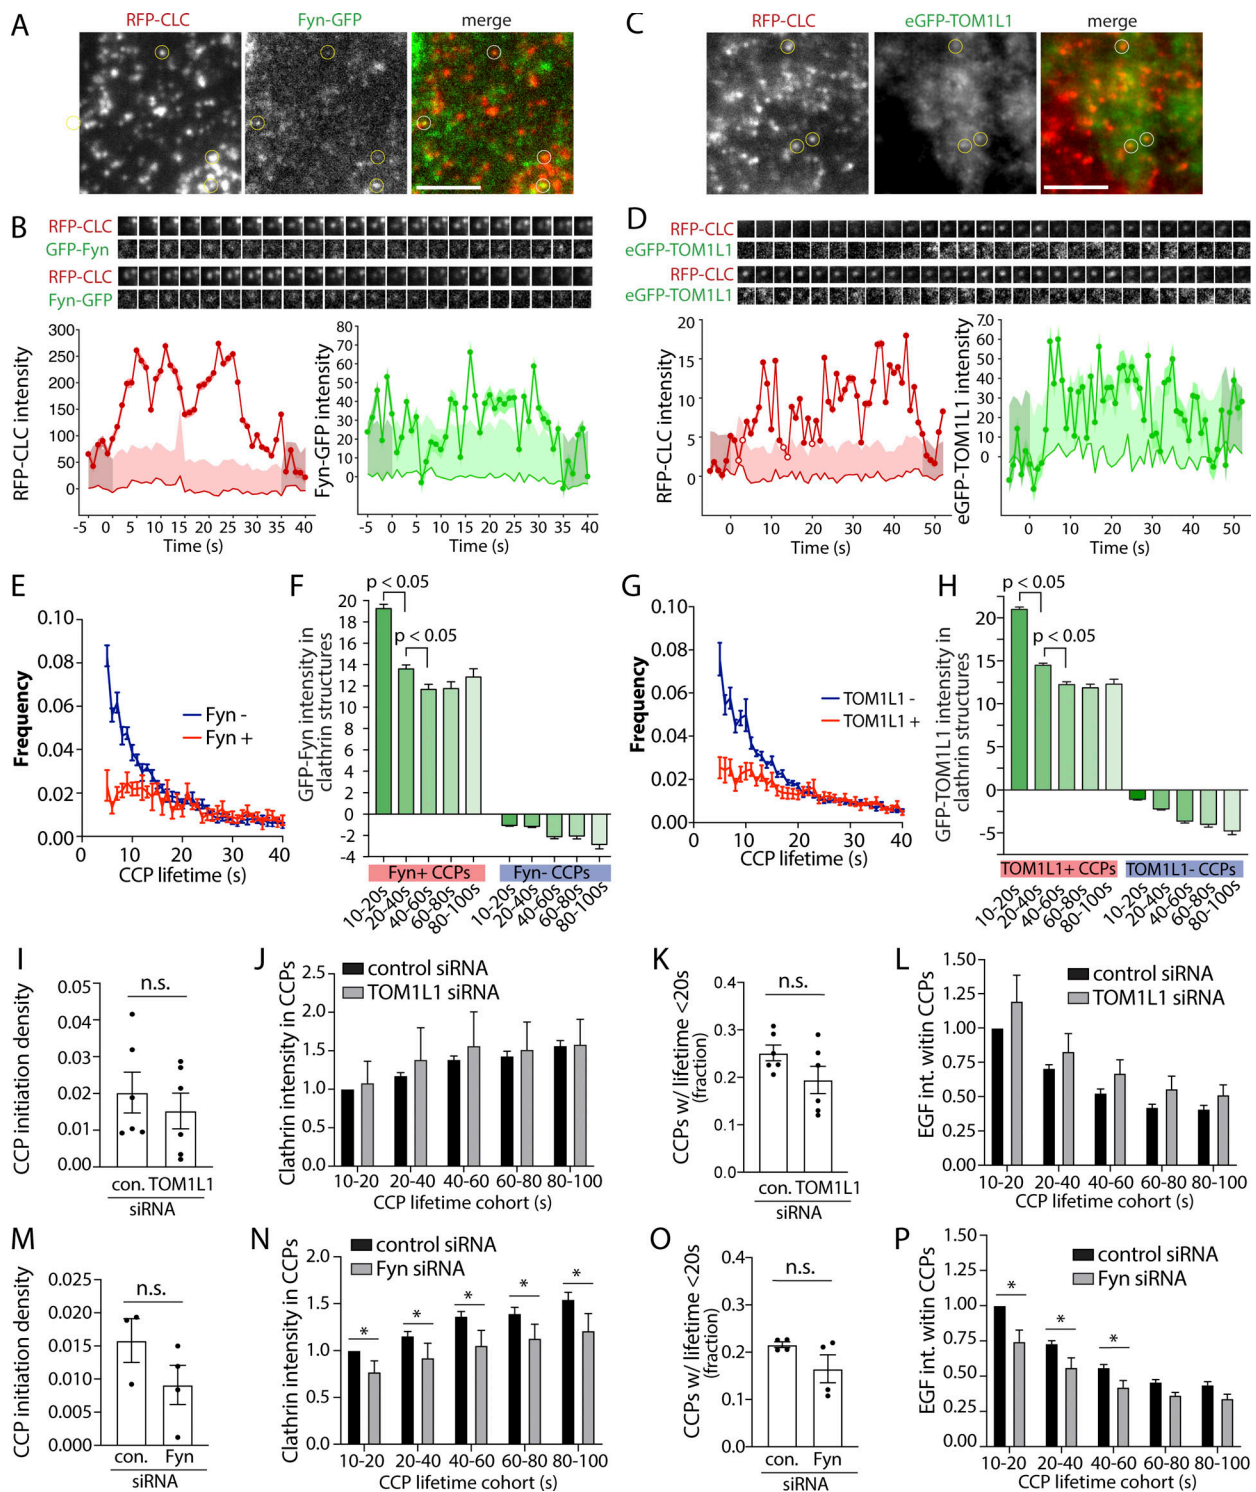 A
RFP-CLC
Fyn-GFP
merge
C
RFP-CLC
eGFP-TOM1L1
merge
B
RFP-CLC
GFP-Fyn
RFP-CLC
Fyn-GFP
300
250
200
150
100
50
0
RFP-CLC intensity
-5 0 5 10 15 20 25 30 35 40
Time (s)
80
70
60
50
40
30
20
10
0
Fyn-GFP intensity
-5 0 5 10 15 20 25 30 35 40
Time (s)
D
RFP-CLC
eGFP-TOM1L1
RFP-CLC
eGFP-TOM1L1
20
15
10
5
0
RFP-CLC intensity
0 10 20 30 40 50
Time (s)
70
60
50
40
30
20
10
0
eGFP-TOM1L1 intensity
0 10 20 30 40 50
Time (s)
E
0.10
0.08
0.06
0.04
0.02
0.00
Frequency
Fyn -
Fyn +
0 10 20 30 40
CCP lifetime (s)
F
p < 0.05
p < 0.05
20
18
16
14
12
10
8
6
4
2
0
-2
-4
GFP-Fyn intensity in
clathrin structures
Fyn+ CCPs
Fyn- CCPs
10-20s
20-40s
40-60s
60-80s
80-100s
10-20s
20-40s
40-60s
60-80s
80-100s
G
0.10
0.08
0.06
0.04
0.02
0.00
Frequency
TOM1L1 -
TOM1L1 +
0 10 20 30 40
CCP lifetime (s)
H
p < 0.05
p < 0.05
20
15
10
5
0
-5
GFP-TOM1L1 intensity in
clathrin structures
TOM1L1+ CCPs
TOM1L1- CCPs
10-20s
20-40s
40-60s
60-80s
80-100s
10-20s
20-40s
40-60s
60-80s
80-100s
I
n.s.
0.05
0.04
0.03
0.02
0.01
0.00
CCP initiation density
con. TOM1L1
siRNA
J
control siRNA
TOM1L1 siRNA
2.5
2.0
1.5
1.0
0.5
0.0
Clathrin intensity in CCPs
10-20 20-40 40-60 60-80 80-100
CCP lifetime cohort (s)
K
n.s.
0.4
0.3
0.2
0.1
0.0
CCPs w/ lifetime <20s
(fraction)
con. TOM1L1
siRNA
L
control siRNA
TOM1L1 siRNA
1.50
1.25
1.00
0.75
0.50
0.25
0.00
EGF int. witin CCPs
10-20 20-40 40-60 60-80 80-100
CCP lifetime cohort (s)
M
n.s.
0.025
0.020
0.015
0.010
0.005
0.000
CCP initiation density
con. Fyn
siRNA
N
control siRNA
Fyn siRNA
2.0
1.5
1.0
0.5
0.0
Clathrin intensity in CCPs
* * * * *
10-20 20-40 40-60 60-80 80-100
CCP lifetime cohort (s)
O
n.s.
0.4
0.3
0.2
0.2
0.0
CCPs w/ lifetime <20s
(fraction)
con. Fyn
siRNA
P
control siRNA
Fyn siRNA
1.50
1.25
1.00
0.75
0.50
0.25
0.00
EGF int. witin CCPs
* * *
10-20 20-40 40-60 60-80 80-100
CCP lifetime cohort (s)